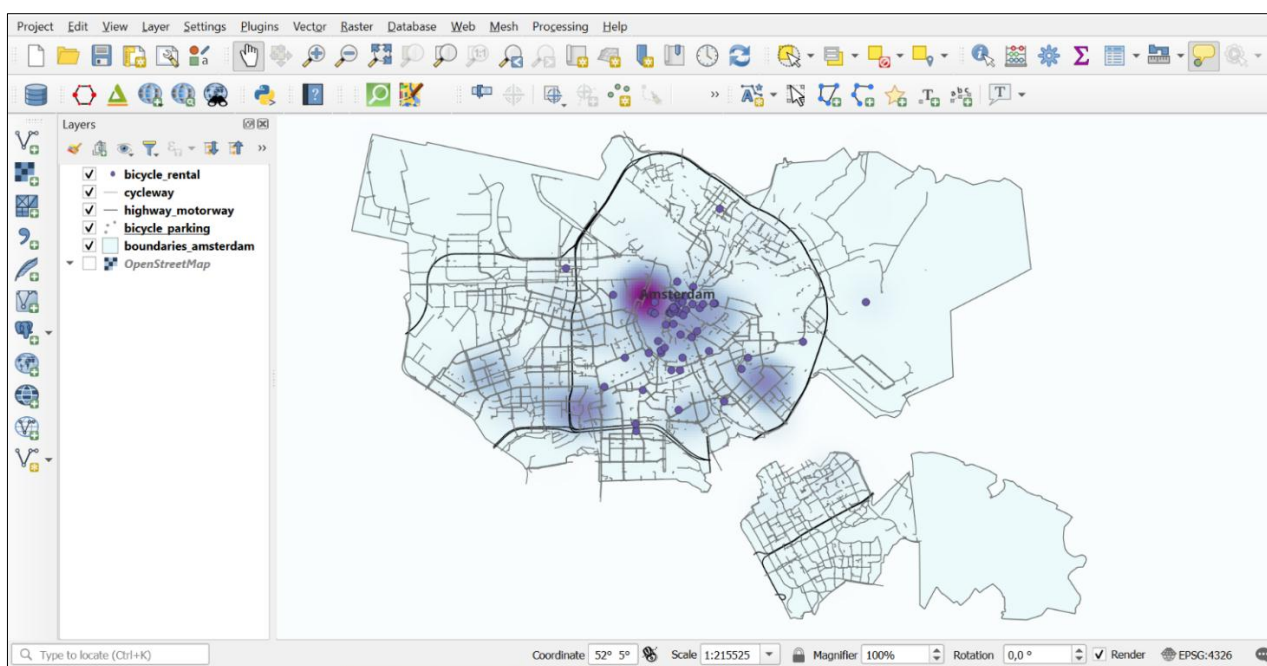 Project Edit View Layer Settings Plugins Vector Raster Database Web Mesh Processing Help
Layers
bicycle_rental
cycleway
highway_motorway
bicycle_parking
boundaries_amsterdam
OpenStreetMap
Amsterdam
Type to locate (Ctrl+K) Coordinate 52° 5° Scale 1:215525 Magnifier 100% Rotation 0,0 ° Render EPSG:4326